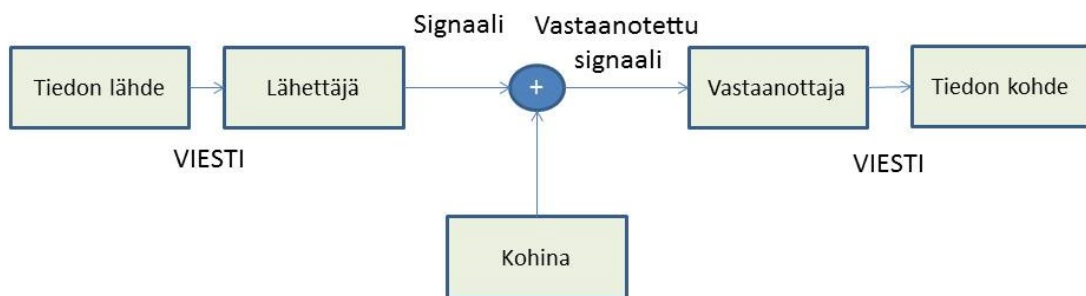 Signaali
Vastaanotettu
signaali
Tiedon lähde
Lähettäjä
+
Vastaanottaja
Tiedon kohde
VIESTI
VIESTI
Kohina